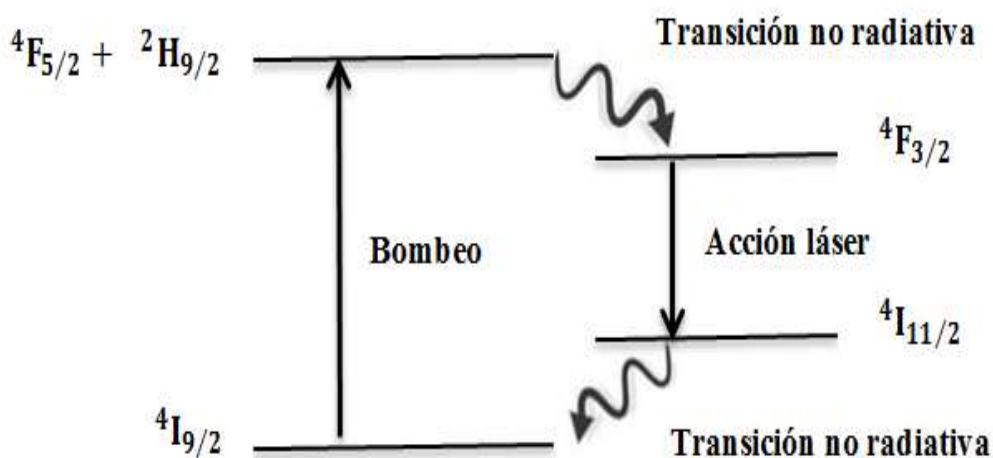 Transición no radiativa
⁴F₅/₂ + ²H₉/₂
⁴F₃/₂
Bombeo
Acción láser
⁴I₁₁/₂
⁴I₉/₂
Transición no radiativa